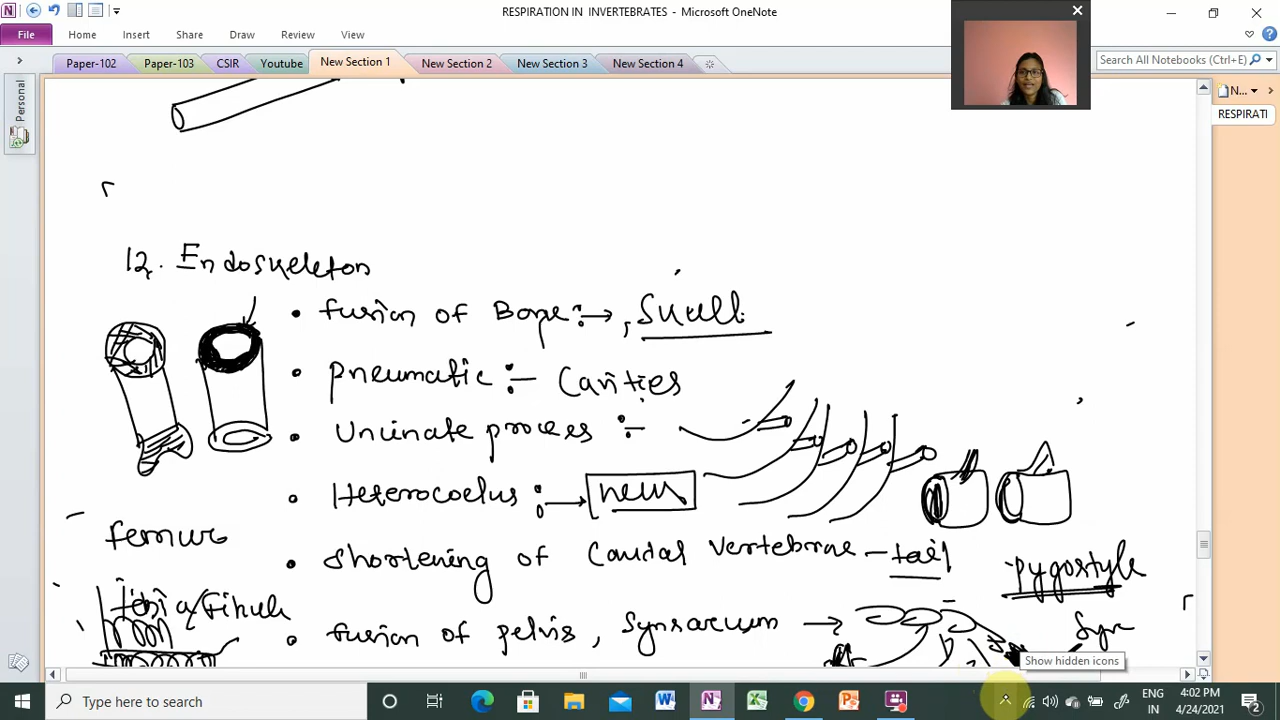 RESPIRATION IN INVERTEBRATES - Microsoft OneNote
File Home Insert Share Draw Review View
Paper-102 Paper-103 CSIR Youtube New Section 1 New Section 2 New Section 3 New Section 4
Search All Notebooks (Ctrl+E)
Personal
N...
RESPIRATI
12. Endoskeleton
• fusion of Bone :→, Skull
• pneumatic :- Cavities
• Uncinate process :-
• Heterocoelus :→ neck
femur
• shortening of Caudal vertebrae – tail
pygostyle
Tibia/Fibula
• fusion of pelvis, Synsacrum →
Syn
Show hidden icons
Type here to search
ENG
IN
4:02 PM
4/24/2021
2